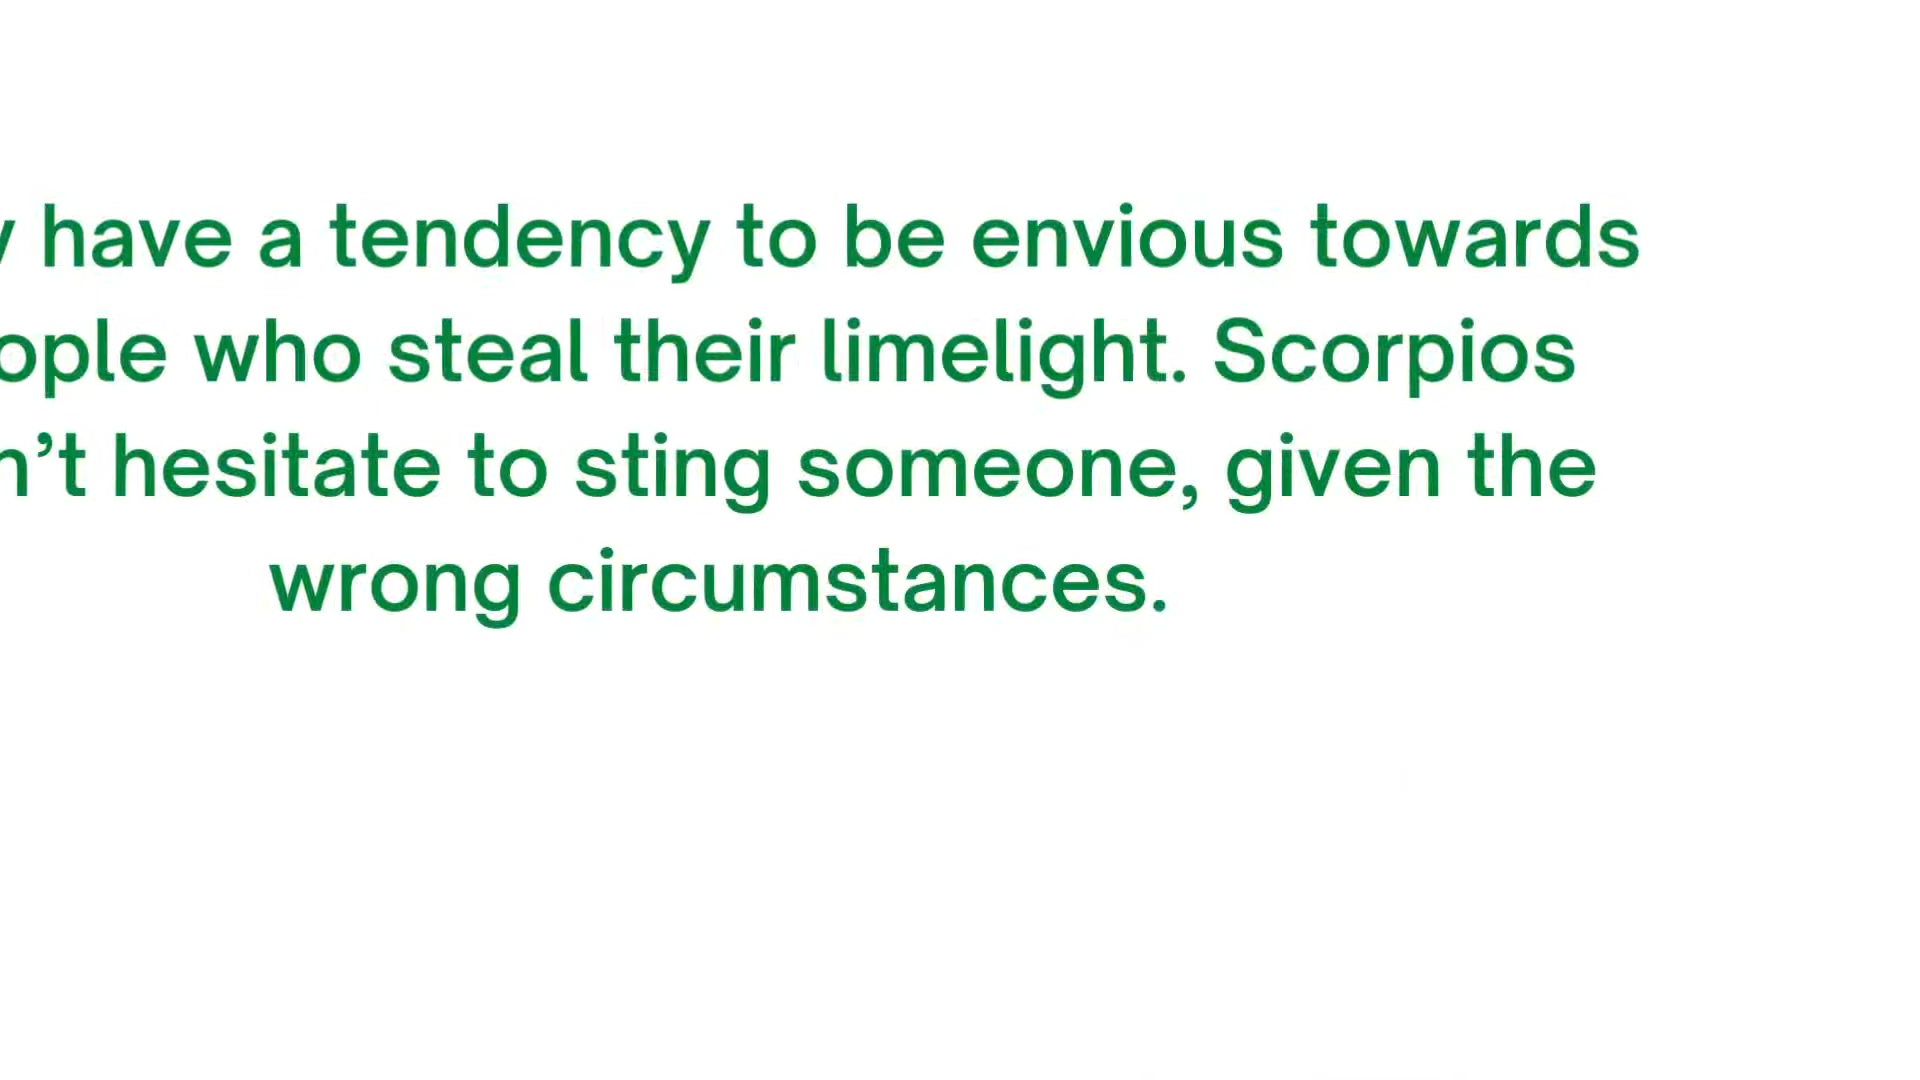 have a tendency to be envious towards
who steal their limelight. Scorpios
hesitate to sting someone, given the
wrong circumstances.